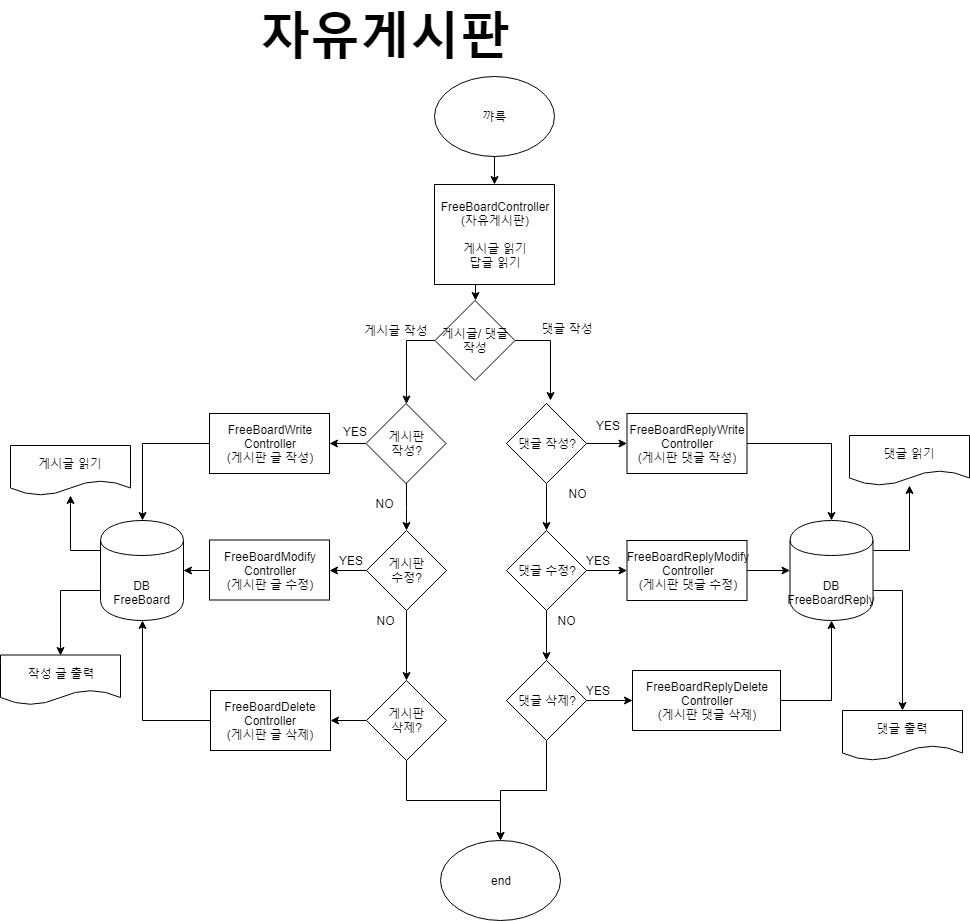 자유게시판
꺄륵
FreeBoardController
(자유게시판)
게시글 읽기
답글 읽기
게시글 작성
게시글/ 댓글
작성
댓글 작성
FreeBoardWrite
Controller
(게시판 글 작성)
YES
게시판
작성?
댓글 작성?
YES
FreeBoardReplyWrite
Controller
(게시판 댓글 작성)
게시글 읽기
댓글 읽기
NO
NO
DB
FreeBoard
FreeBoardModify
Controller
(게시판 글 수정)
YES
게시판
수정?
댓글 수정?
YES
FreeBoardReplyModify
Controller
(게시판 댓글 수정)
DB
FreeBoardReply
NO
NO
작성 글 출력
FreeBoardDelete
Controller
(게시판 글 삭제)
게시판
삭제?
댓글 삭제?
YES
FreeBoardReplyDelete
Controller
(게시판 댓글 삭제)
댓글 출력
end